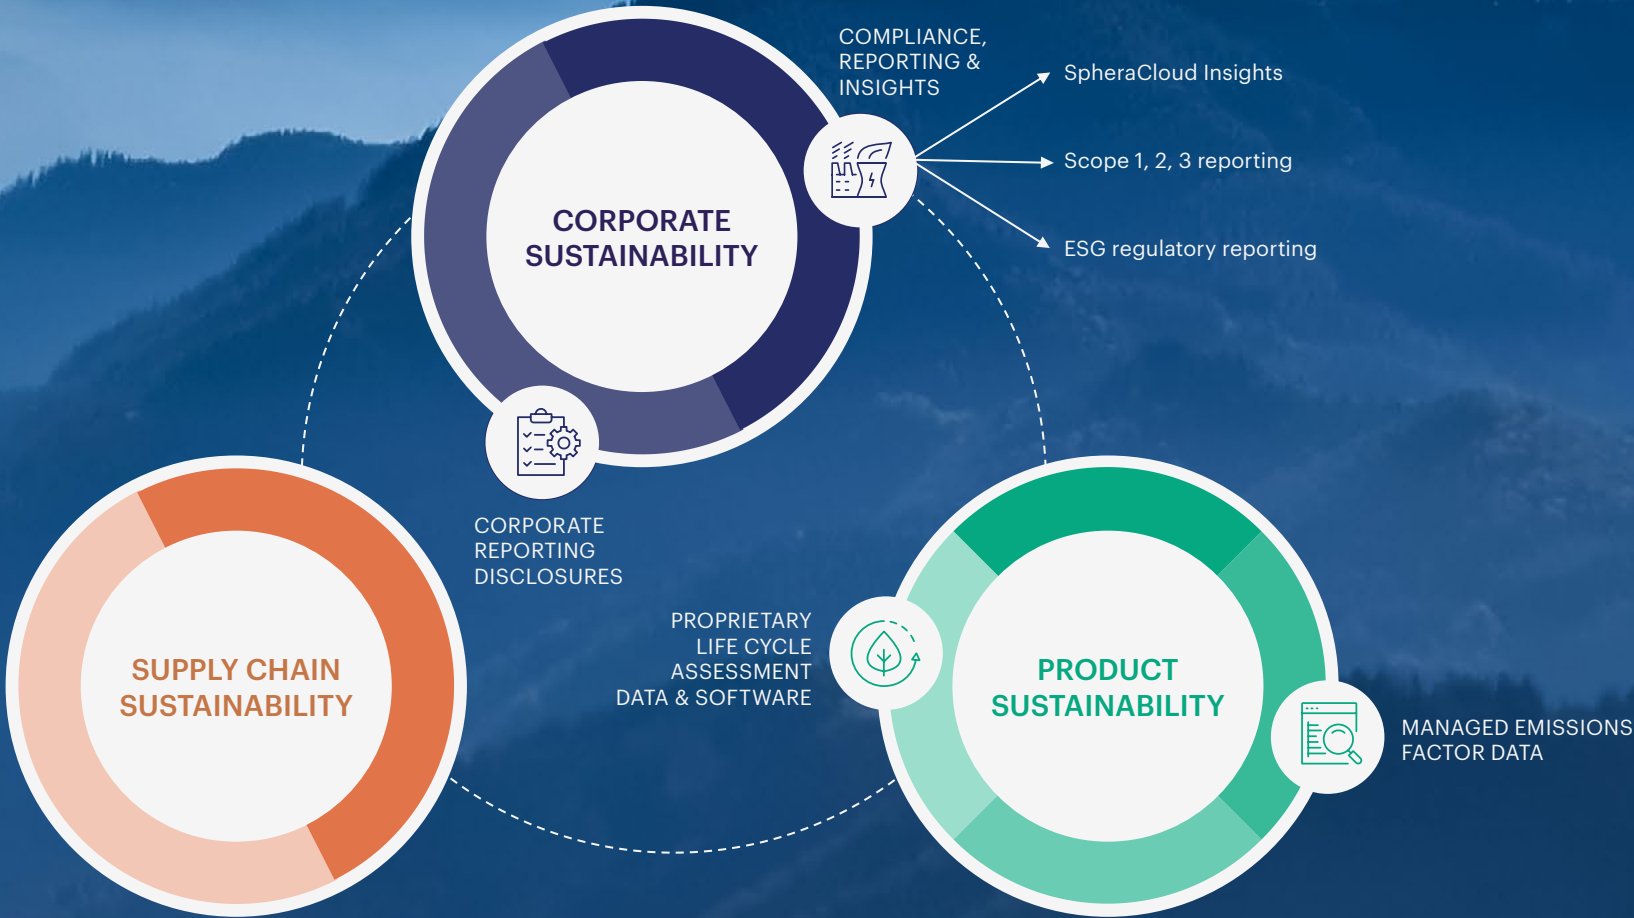 COMPLIANCE,
REPORTING &
INSIGHTS
SpheraCloud Insights
Scope 1, 2, 3 reporting
ESG regulatory reporting
CORPORATE
SUSTAINABILITY
CORPORATE
REPORTING
DISCLOSURES
SUPPLY CHAIN
SUSTAINABILITY
PROPRIETARY
LIFE CYCLE
ASSESSMENT
DATA & SOFTWARE
PRODUCT
SUSTAINABILITY
MANAGED EMISSIONS
FACTOR DATA